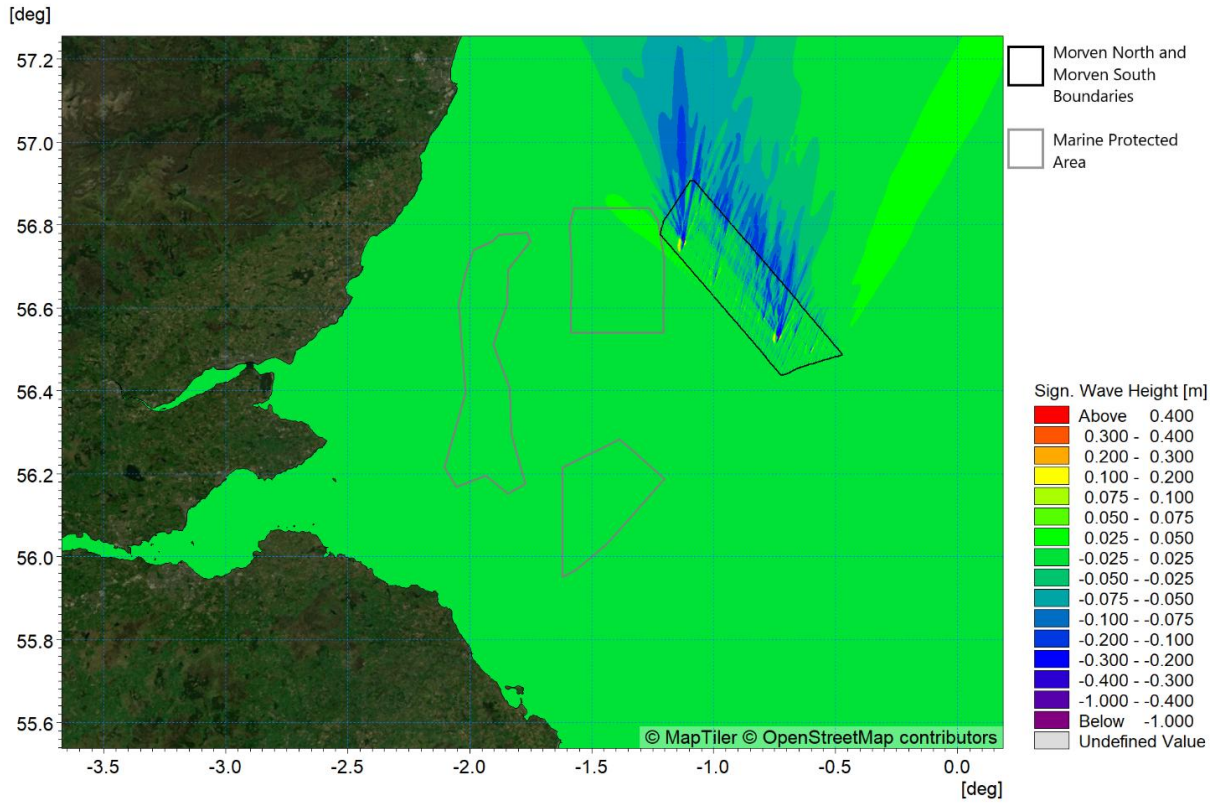 [deg]
57.2
57.0
56.8
56.6
56.4
56.2
56.0
55.8
55.6
-3.5
-3.0
-2.5
-2.0
-1.5
-1.0
-0.5
0.0
[deg]
© MapTiler © OpenStreetMap contributors
Morven North and
Morven South
Boundaries
Marine Protected
Area
Sign. Wave Height [m]
Above 0.400
0.300 - 0.400
0.200 - 0.300
0.100 - 0.200
0.075 - 0.100
0.050 - 0.075
0.025 - 0.050
-0.025 - 0.025
-0.050 - -0.025
-0.075 - -0.050
-0.100 - -0.075
-0.200 - -0.100
-0.300 - -0.200
-0.400 - -0.300
-1.000 - -0.400
Below -1.000
Undefined Value